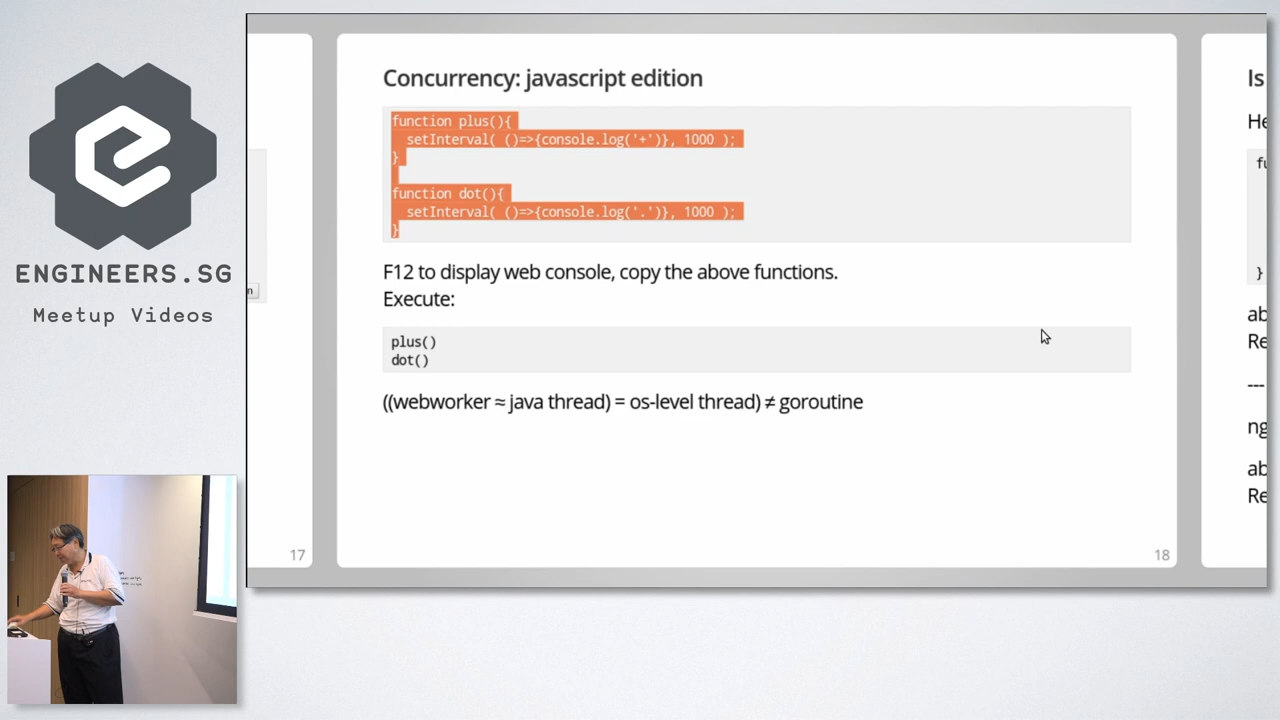 ENGINEERS.SG
Meetup Videos
n
17
Concurrency: javascript edition
function plus(){
setInterval( ()=>{console.log('+')}, 1000 );
}
function dot(){
setInterval( ()=>{console.log('.')}, 1000 );
}
F12 to display web console, copy the above functions.
Execute:
plus()
dot()
((webworker ≈ java thread) = os-level thread) ≠ goroutine
18
Is
He
fu
}
ab
Re
---
ng
ab
Re